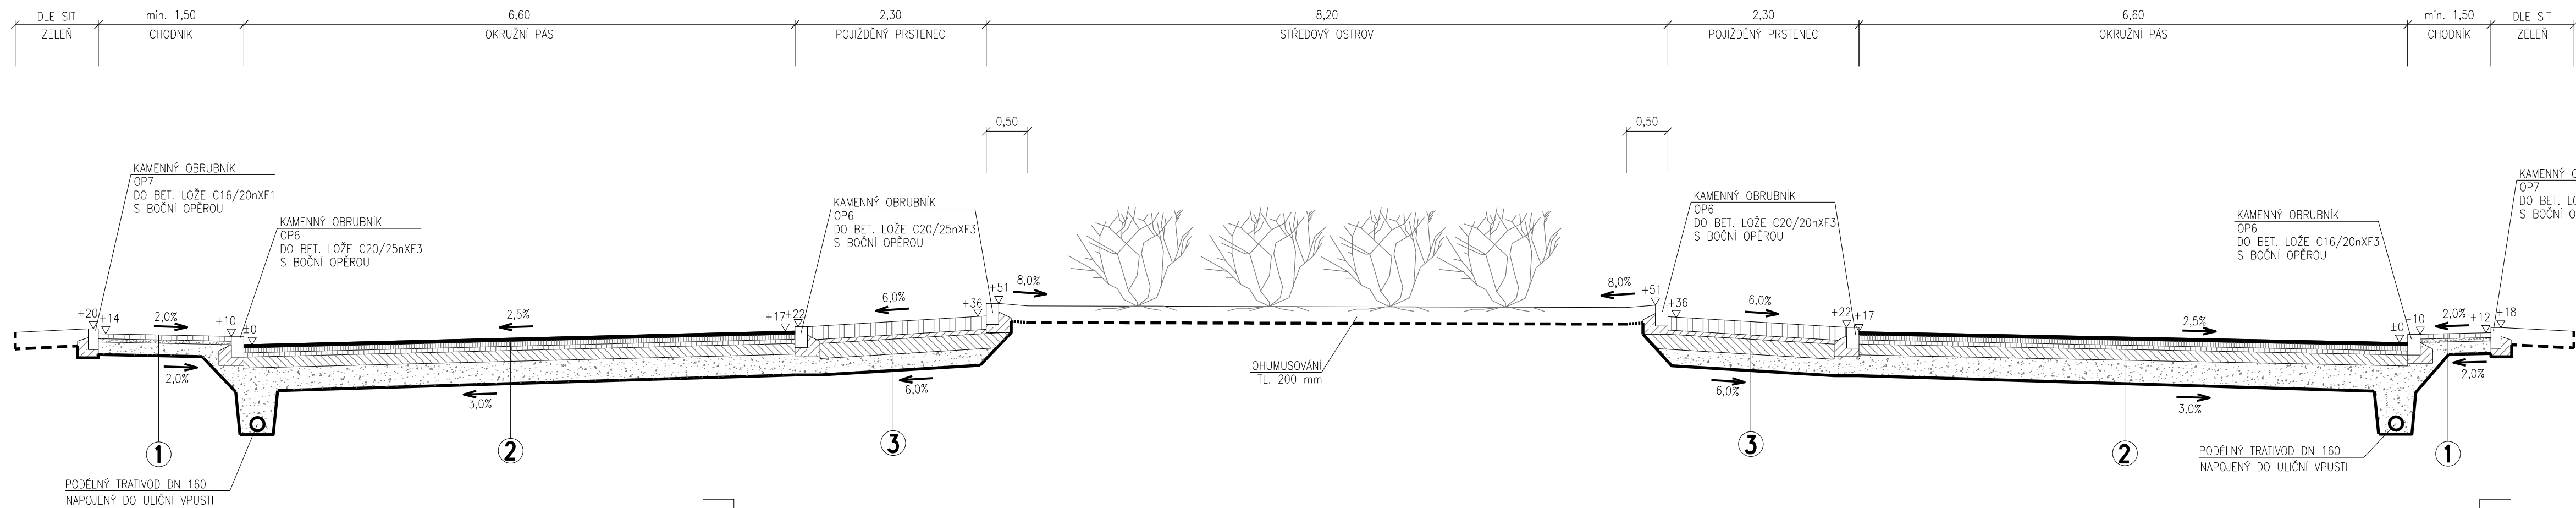 DLE SIT
min. 1,50
6,60
2,30
8,20
2,30
6,60
min. 1,50
DLE SIT
ZELEŇ
CHODNÍK
OKRUŽNÍ PÁS
POJÍŽDĚNÝ PRSTENEC
STŘEDOVÝ OSTROV
POJÍŽDĚNÝ PRSTENEC
OKRUŽNÍ PÁS
CHODNÍK
ZELEŇ
0,50
0,50
KAMENNÝ OBRUBNÍK
OP7
DO BET. LOŽE C16/20nXF1
S BOČNÍ OPĚROU
KAMENNÝ OBRUBNÍK
OP6
DO BET. LOŽE C20/25nXF3
S BOČNÍ OPĚROU
KAMENNÝ OBRUBNÍK
OP6
DO BET. LOŽE C20/25nXF3
S BOČNÍ OPĚROU
KAMENNÝ OBRUBNÍK
OP6
DO BET. LOŽE C20/20nXF3
S BOČNÍ OPĚROU
KAMENNÝ OBRUBNÍK
OP6
DO BET. LOŽE C16/20nXF3
S BOČNÍ OPĚROU
KAMENNÝ
OP7
DO BET.
S BOČNÍ
+20
+14
2,0%
+10
±0
2,5%
+17
+22
6,0%
+36
+51
8,0%
8,0%
+51
+36
6,0%
+22
+17
2,5%
±0
+10
2,0%
+12
+18
2,0%
3,0%
6,0%
OHUMUSOVÁNÍ
TL. 200 mm
6,0%
3,0%
2,0%
1
2
3
3
2
1
PODÉLNÝ TRATIVOD DN 160
NAPOJENÝ DO ULIČNÍ VPUSTI
PODÉLNÝ TRATIVOD DN 160
NAPOJENÝ DO ULIČNÍ VPUSTI